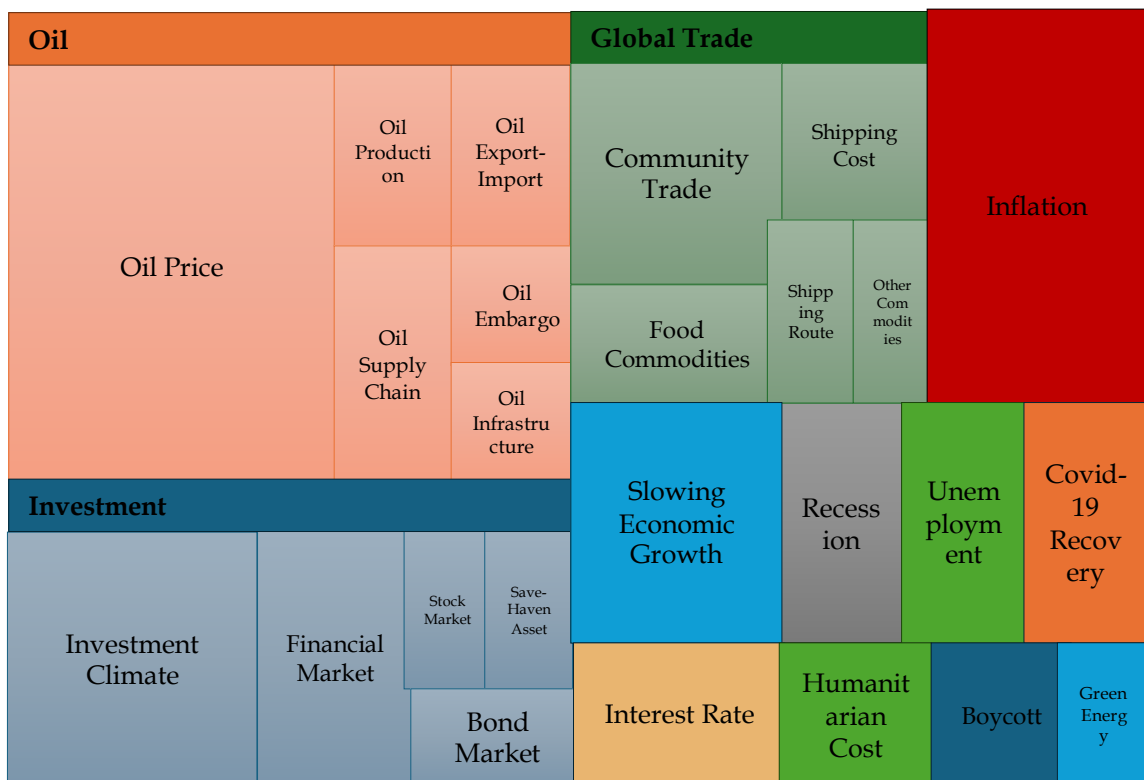 Oil
Oil Price
Oil
Producti
on
Oil
Export-
Import
Oil
Supply
Chain
Oil
Embargo
Oil
Infrastru
cture
Global Trade
Community
Trade
Shipping
Cost
Food
Commodities
Shipp
ing
Route
Other
Com
modit
ies
Inflation
Investment
Investment
Climate
Financial
Market
Stock
Market
Save-
Haven
Asset
Bond
Market
Slowing
Economic
Growth
Recess
ion
Unem
ploym
ent
Covid-
19
Recov
ery
Interest Rate
Humanit
arian
Cost
Boycott
Green
Energ
y